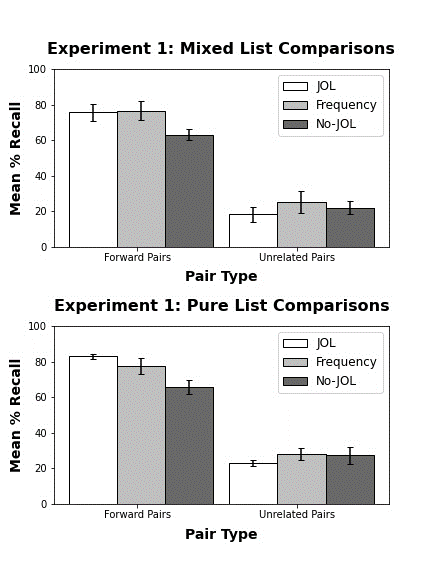 Experiment 1: Mixed List Comparisons
100
80
60
40
20
0
Mean % Recall
JOL
Frequency
No-JOL
Forward Pairs
Unrelated Pairs
Pair Type
Experiment 1: Pure List Comparisons
100
80
60
40
20
0
Mean % Recall
JOL
Frequency
No-JOL
Forward Pairs
Unrelated Pairs
Pair Type